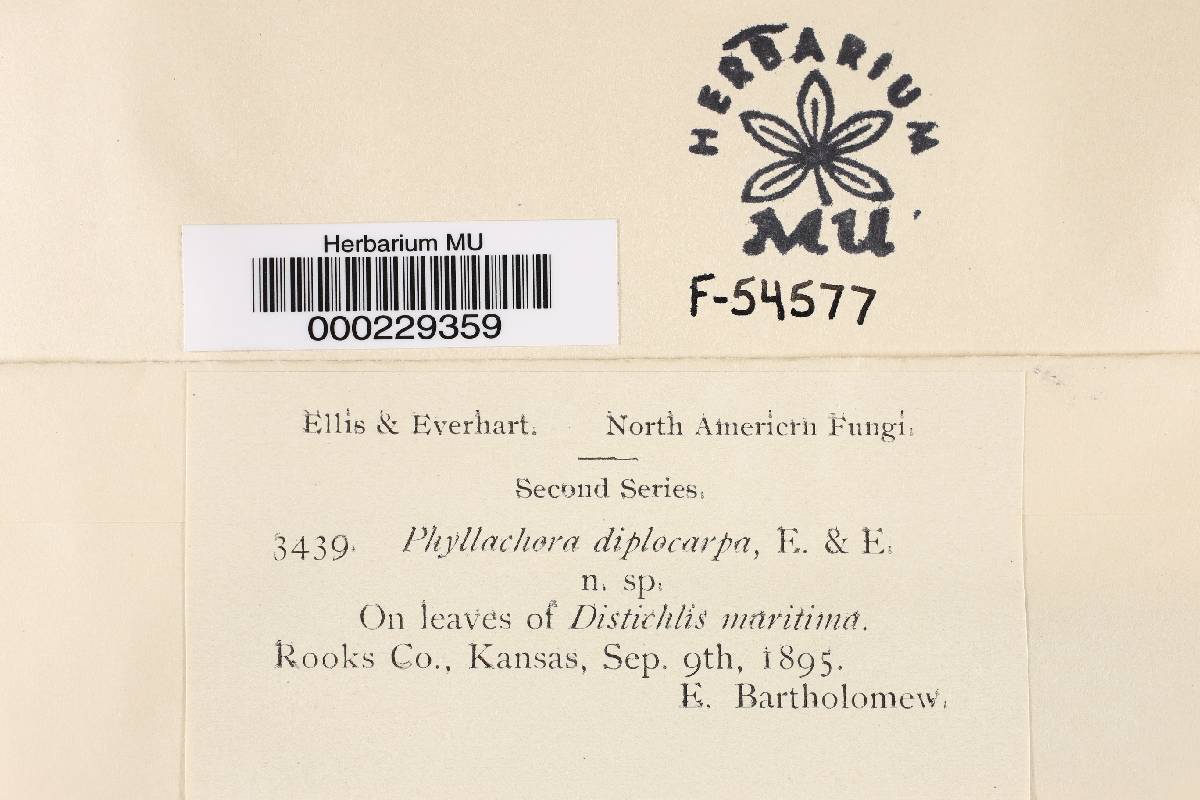 HERBARIUM
MU
Herbarium MU
000229359
F-54577
Ellis & Everhart. North Americrn Fungi.
Second Series.
3439. Phyllachora diplocarpa, E. & E.
n. sp.
On leaves of Distichlis maritima.
Rooks Co., Kansas, Sep. 9th, 1895.
E. Bartholomew.